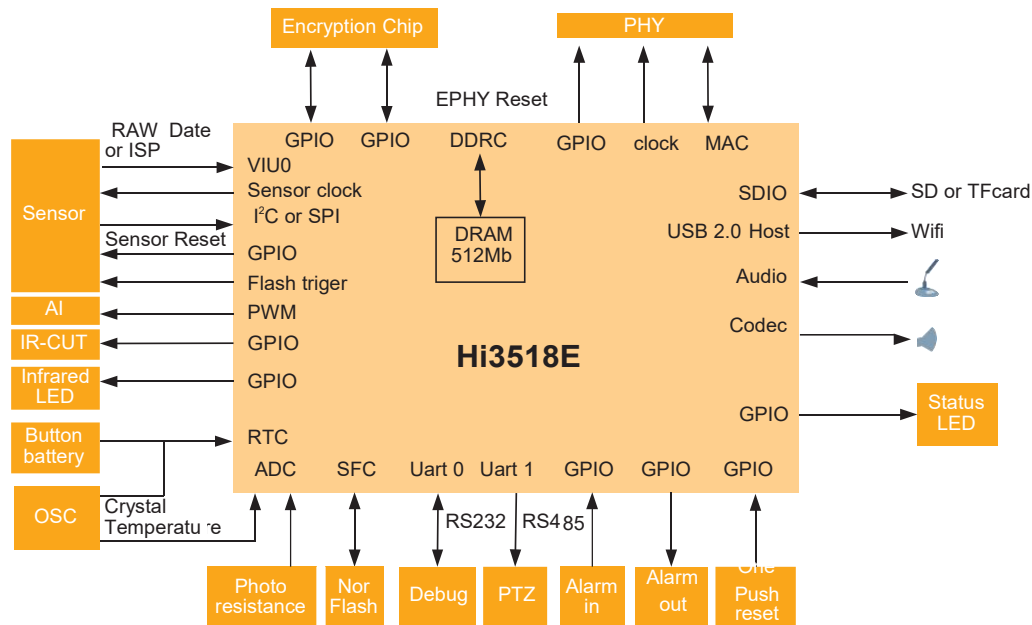 Encryption Chip
PHY
EPHY Reset
RAW Date
or ISP
GPIO
GPIO
DDRC
GPIO
clock
MAC
VIU0
Sensor clock
I²C or SPI
Sensor
Sensor Reset
GPIO
Flash triger
DRAM
512Mb
SDIO
SD or TFcard
USB 2.0 Host
Wifi
Audio
AI
PWM
Codec
IR-CUT
GPIO
Hi3518E
Infrared
LED
GPIO
GPIO
Status
LED
Button
battery
RTC
ADC
SFC
Uart 0
Uart 1
GPIO
GPIO
GPIO
OSC
Crystal
Temperature
RS232
RS485
Photo
resistance
Nor
Flash
Debug
PTZ
Alarm
in
Alarm
out
One
Push
reset